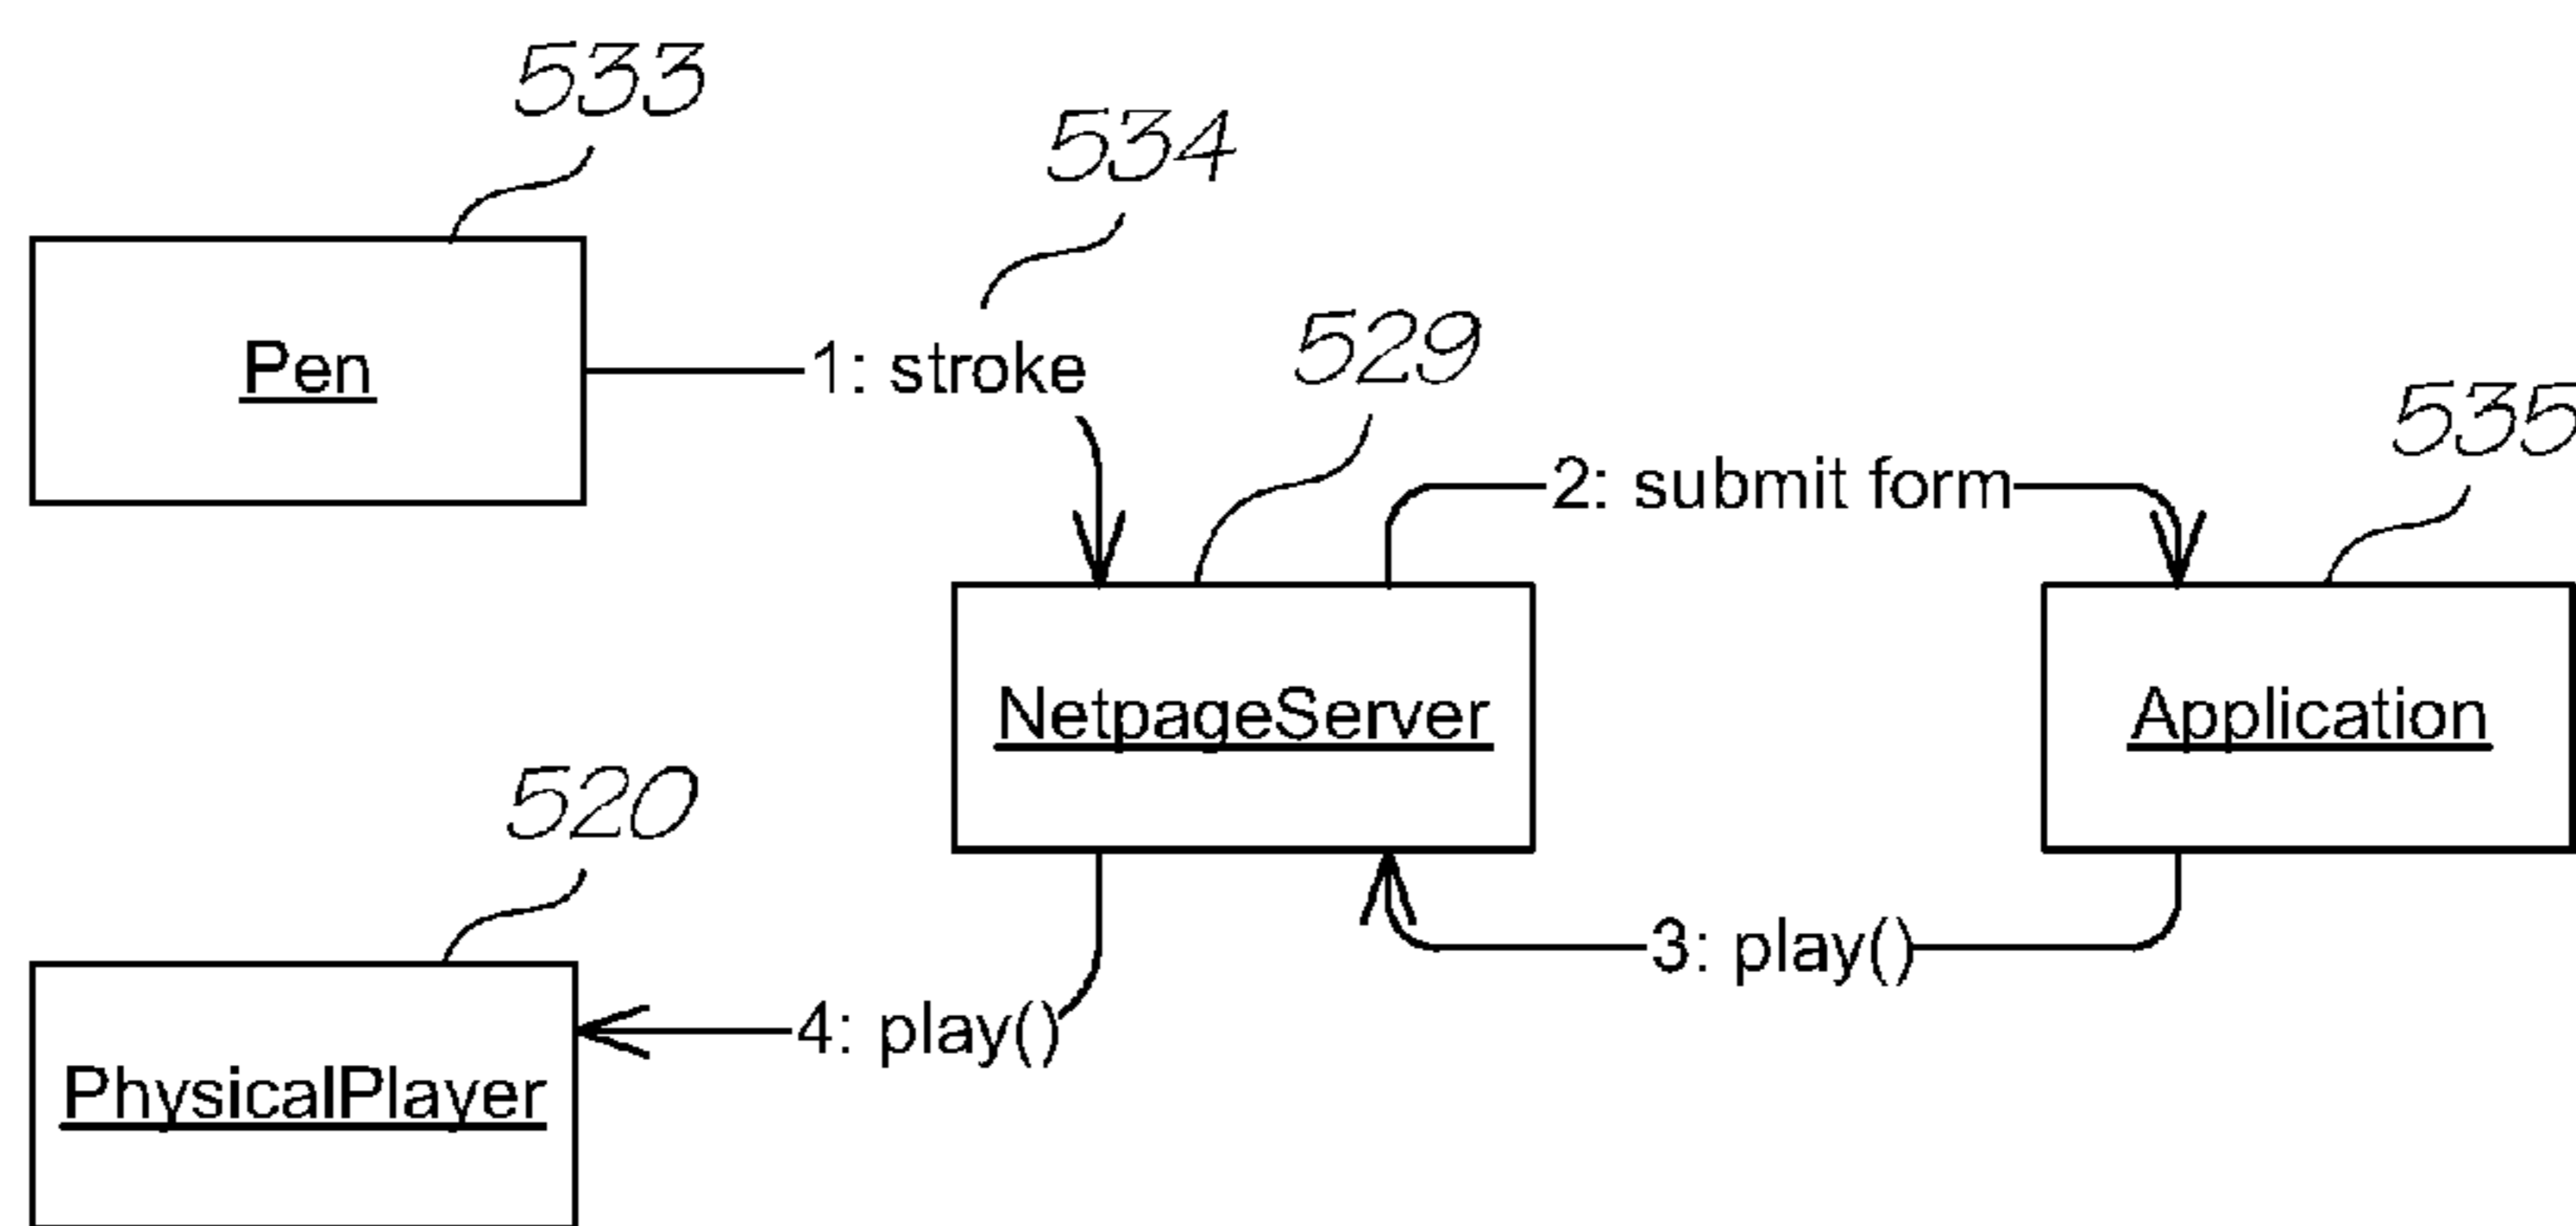 533
534
Pen
1: stroke
529
535
2: submit form
NetpageServer
Application
520
3: play()
4: play()
PhysicalPlayer